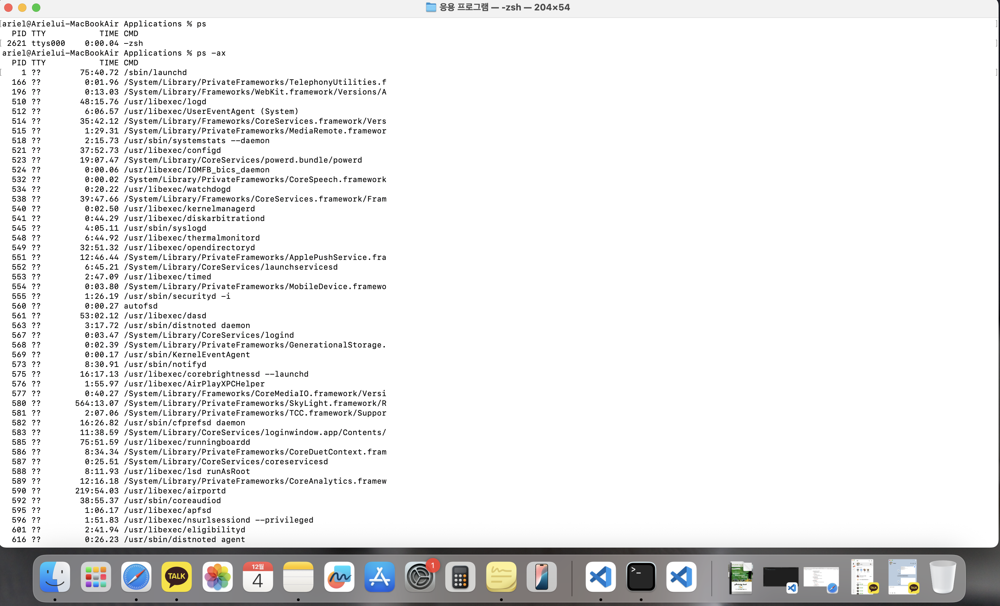 응용 프로그램 — -zsh — 204×54
ariel@Arielui-MacBookAir Applications % ps
PID TTY TIME CMD
2621 ttys000 0:00.04 -zsh
ariel@Arielui-MacBookAir Applications % ps -ax
PID TTY TIME CMD
1 ?? 75:40.72 /sbin/launchd
166 ?? 0:01.96 /System/Library/PrivateFrameworks/TelephonyUtilities.f
196 ?? 0:13.03 /System/Library/Frameworks/WebKit.framework/Versions/A
510 ?? 48:15.76 /usr/libexec/logd
512 ?? 6:06.57 /usr/libexec/UserEventAgent (System)
514 ?? 35:42.12 /System/Library/Frameworks/CoreServices.framework/Vers
515 ?? 1:29.31 /System/Library/PrivateFrameworks/MediaRemote.framewor
518 ?? 2:15.73 /usr/sbin/systemstats --daemon
521 ?? 37:52.73 /usr/libexec/configd
523 ?? 19:07.47 /System/Library/CoreServices/powerd.bundle/powerd
524 ?? 0:00.06 /usr/libexec/IOMFB_bics_daemon
532 ?? 0:00.02 /System/Library/PrivateFrameworks/CoreSpeech.framework
534 ?? 0:20.22 /usr/libexec/watchdogd
538 ?? 39:47.66 /System/Library/Frameworks/CoreServices.framework/Fram
540 ?? 0:02.50 /usr/libexec/kernelmanagerd
541 ?? 0:44.29 /usr/libexec/diskarbitrationd
545 ?? 4:05.11 /usr/sbin/syslogd
548 ?? 6:44.92 /usr/libexec/thermalmonitord
549 ?? 32:51.32 /usr/libexec/opendirectoryd
551 ?? 12:46.44 /System/Library/PrivateFrameworks/ApplePushService.fra
552 ?? 6:45.21 /System/Library/CoreServices/launchservicesd
553 ?? 2:47.09 /usr/libexec/timed
554 ?? 0:03.80 /System/Library/PrivateFrameworks/MobileDevice.framewo
555 ?? 1:26.19 /usr/sbin/securityd -i
560 ?? 0:00.27 autofsd
561 ?? 53:02.12 /usr/libexec/dasd
563 ?? 3:17.72 /usr/sbin/distnoted daemon
567 ?? 0:03.47 /System/Library/CoreServices/logind
568 ?? 0:02.39 /System/Library/PrivateFrameworks/GenerationalStorage.
569 ?? 0:00.17 /usr/sbin/KernelEventAgent
573 ?? 8:30.91 /usr/sbin/notifyd
575 ?? 16:17.13 /usr/libexec/corebrightnessd --launchd
576 ?? 1:55.97 /usr/libexec/AirPlayXPCHelper
577 ?? 0:40.27 /System/Library/Frameworks/CoreMediaIO.framework/Versi
580 ?? 564:13.07 /System/Library/PrivateFrameworks/SkyLight.framework/R
581 ?? 2:07.06 /System/Library/PrivateFrameworks/TCC.framework/Suppor
582 ?? 16:26.82 /usr/sbin/cfprefsd daemon
583 ?? 11:38.59 /System/Library/CoreServices/loginwindow.app/Contents/
585 ?? 75:51.59 /usr/libexec/runningboardd
586 ?? 8:34.34 /System/Library/PrivateFrameworks/CoreDuetContext.fram
587 ?? 0:25.51 /System/Library/CoreServices/coreservicesd
588 ?? 8:11.93 /usr/libexec/lsd runAsRoot
589 ?? 12:16.18 /System/Library/PrivateFrameworks/CoreAnalytics.framew
590 ?? 219:54.03 /usr/libexec/airportd
592 ?? 38:55.37 /usr/sbin/coreaudiod
595 ?? 1:06.17 /usr/libexec/apfsd
596 ?? 1:51.83 /usr/libexec/nsurlsessiond --privileged
601 ?? 2:41.94 /usr/libexec/eligibilityd
616 ?? 0:26.23 /usr/sbin/distnoted agent
TALK
12월
4
1
>_
TALK
TALK